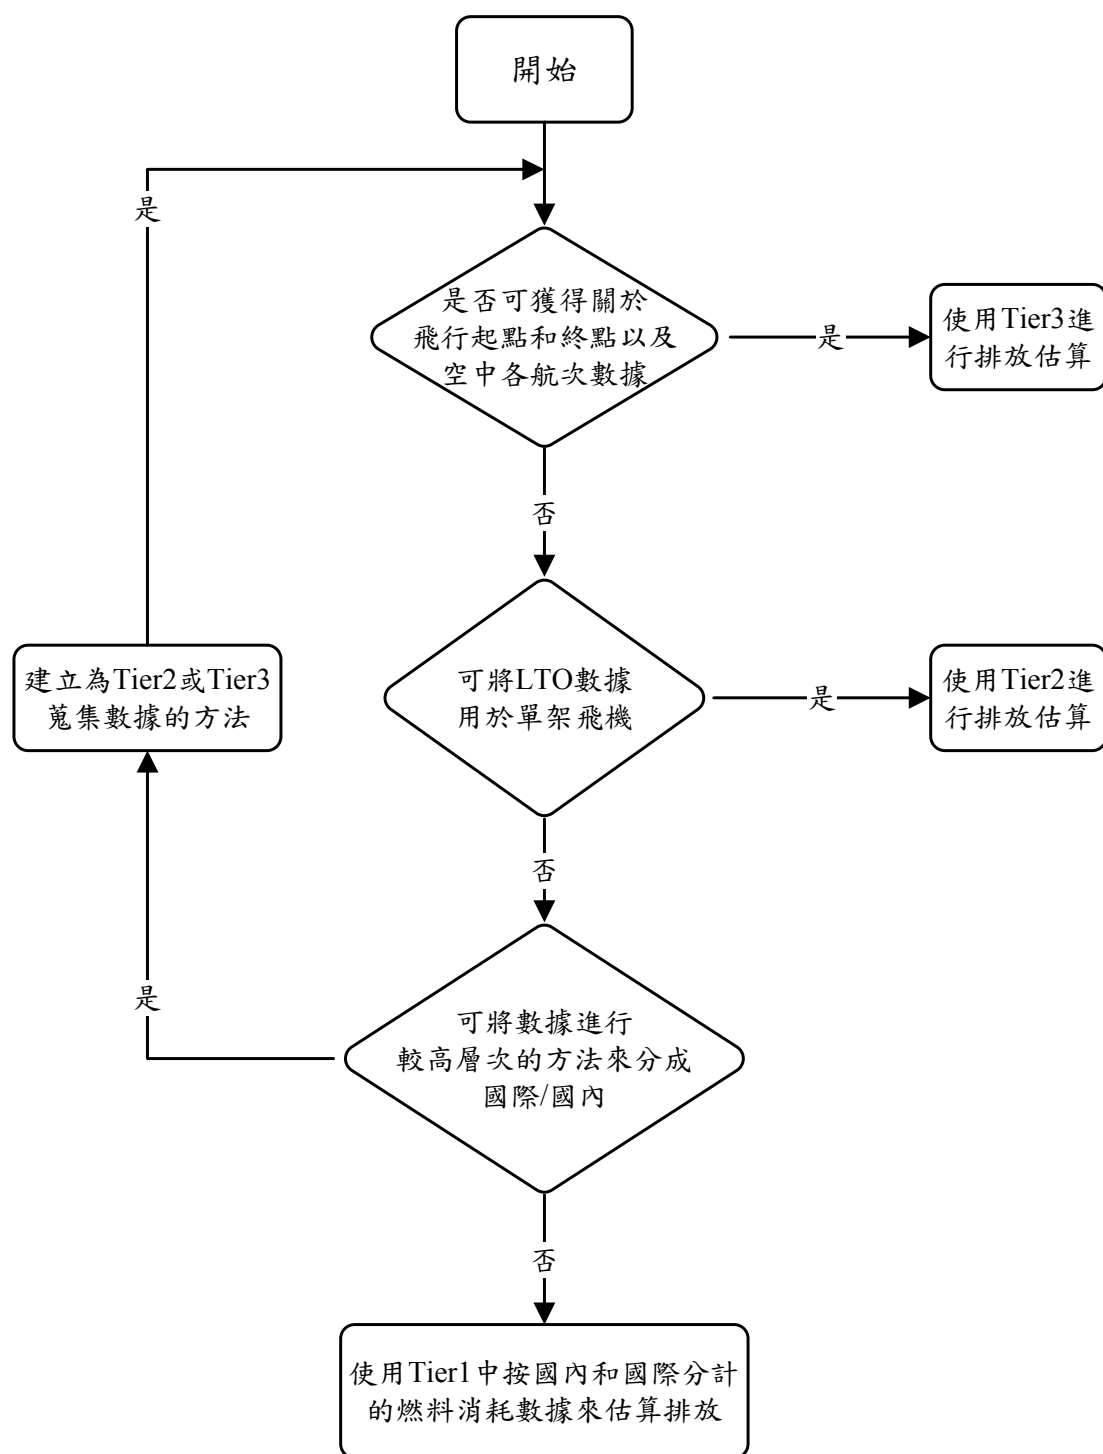 開始
是
是否可獲得關於
飛行起點和終點以及
空中各航次數據
是
使用Tier3進
行排放估算
否
建立為Tier2或Tier3
蒐集數據的方法
可將LTO數據
用於單架飛機
是
使用Tier2進
行排放估算
否
是
可將數據進行
較高層次的方法來分成
國際/國內
否
使用Tier1中按國內和國際分計
的燃料消耗數據來估算排放